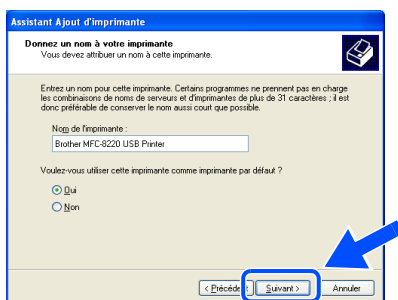 Assistant Ajout d'imprimante
Donnez un nom à votre imprimante
Vous devez attribuer un nom à cette imprimante.
Entrez un nom pour cette imprimante. Certains programmes ne prennent pas en charge
les combinaisons de noms de serveurs et d'imprimantes de plus de 31 caractères ; il est
donc préférable de conserver le nom aussi court que possible.
Nom de l'imprimante :
Brother MFC-8220 USB Printer
Voulez-vous utiliser cette imprimante comme imprimante par défaut ?
Oui
Non
< Précédent Suivant > Annuler